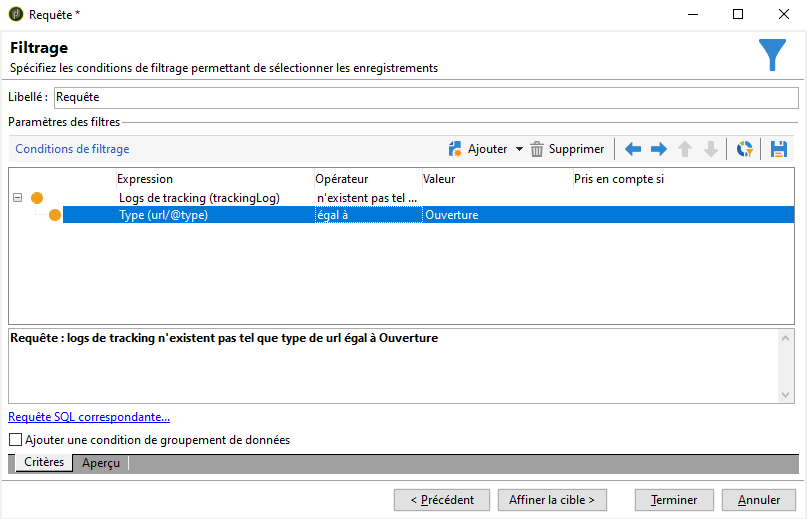 Requête *
Filtrage
Spécifiez les conditions de filtrage permettant de sélectionner les enregistrements
Libellé : Requête
Paramètres des filtres
Conditions de filtrage Ajouter Supprimer
Expression Opérateur Valeur Pris en compte si
Logs de tracking (trackingLog) n'existent pas tel ...
Type (url/@type) égal à Ouverture
Requête : logs de tracking n'existent pas tel que type de url égal à Ouverture
Requête SQL correspondante...
Ajouter une condition de groupement de données
Critères Aperçu
< Précédent Affiner la cible > Terminer Annuler